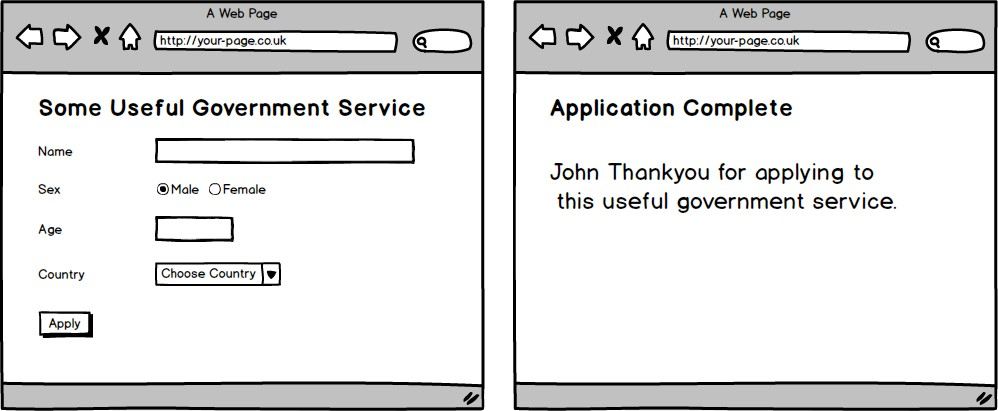 A Web Page
http://your-page.co.uk
Some Useful Government Service
Name
Sex Male Female
Age
Country Choose Country
Apply
A Web Page
http://your-page.co.uk
Application Complete
John Thankyou for applying to
this useful government service.